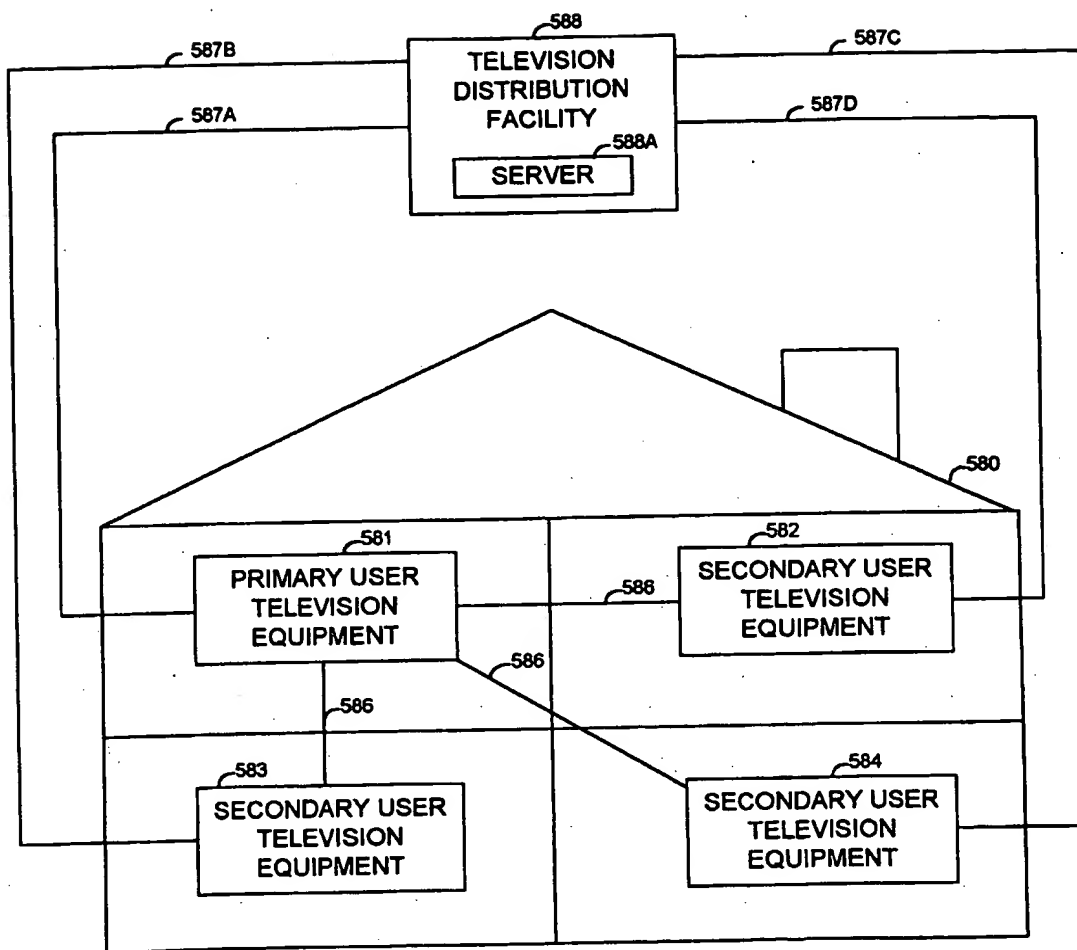 588
587B
587C
TELEVISION
DISTRIBUTION
FACILITY
587A
587D
588A
SERVER
580
581
582
PRIMARY USER
TELEVISION
EQUIPMENT
586
SECONDARY USER
TELEVISION
EQUIPMENT
586
586
583
584
SECONDARY USER
TELEVISION
EQUIPMENT
SECONDARY USER
TELEVISION
EQUIPMENT